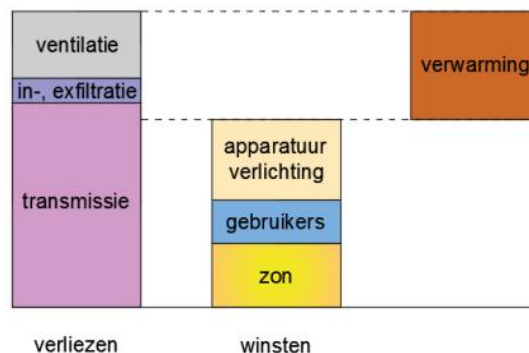 ventilatie
in-, exfiltratie
transmissie
verliezen
apparatuur
verlichting
gebruikers
zon
winsten
verwarming